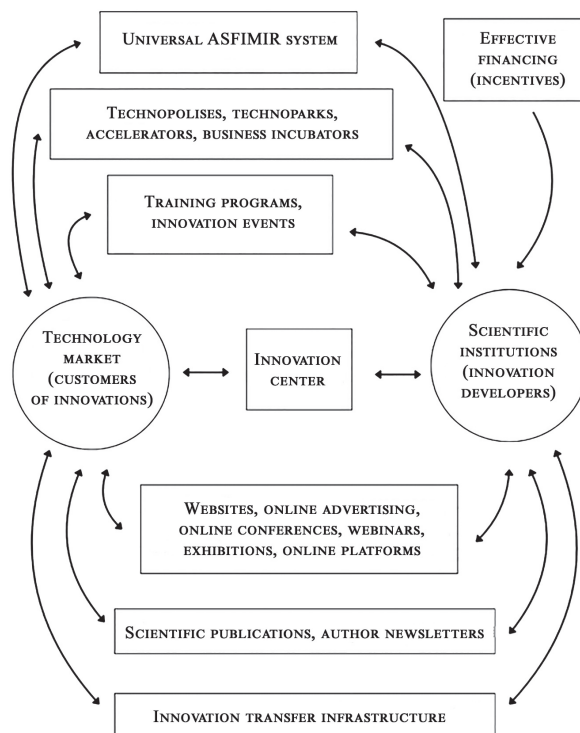 Universal ASFIMIR system
Effective
financing
(incentives)
Technopolises, technoparks,
accelerators, business incubators
Training programs,
innovation events
Technology
market
(customers
of innovations)
Innovation
center
Scientific
institutions
(innovation
developers)
Websites, online advertising,
online conferences, webinars,
exhibitions, online platforms
Scientific publications, author newsletters
Innovation transfer infrastructure